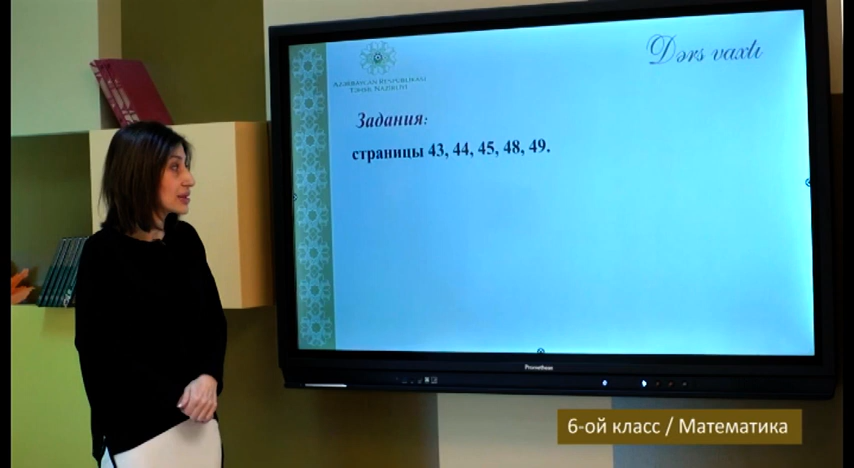 Dərs vaxtı
AZƏRBAYCAN RESPUBLİKASI
TƏHSİL NAZİRLİYİ
Задания:
страницы 43, 44, 45, 48, 49.
Promethean
6-ой класс / Математика